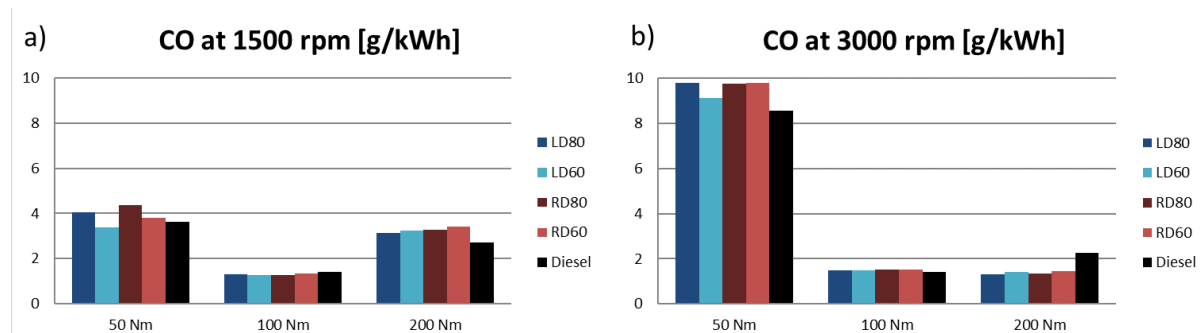 a)
CO at 1500 rpm [g/kWh]
10
8
6
4
2
0
50 Nm
100 Nm
200 Nm
LD80
LD60
RD80
RD60
Diesel
b)
CO at 3000 rpm [g/kWh]
10
8
6
4
2
0
50 Nm
100 Nm
200 Nm
LD80
LD60
RD80
RD60
Diesel